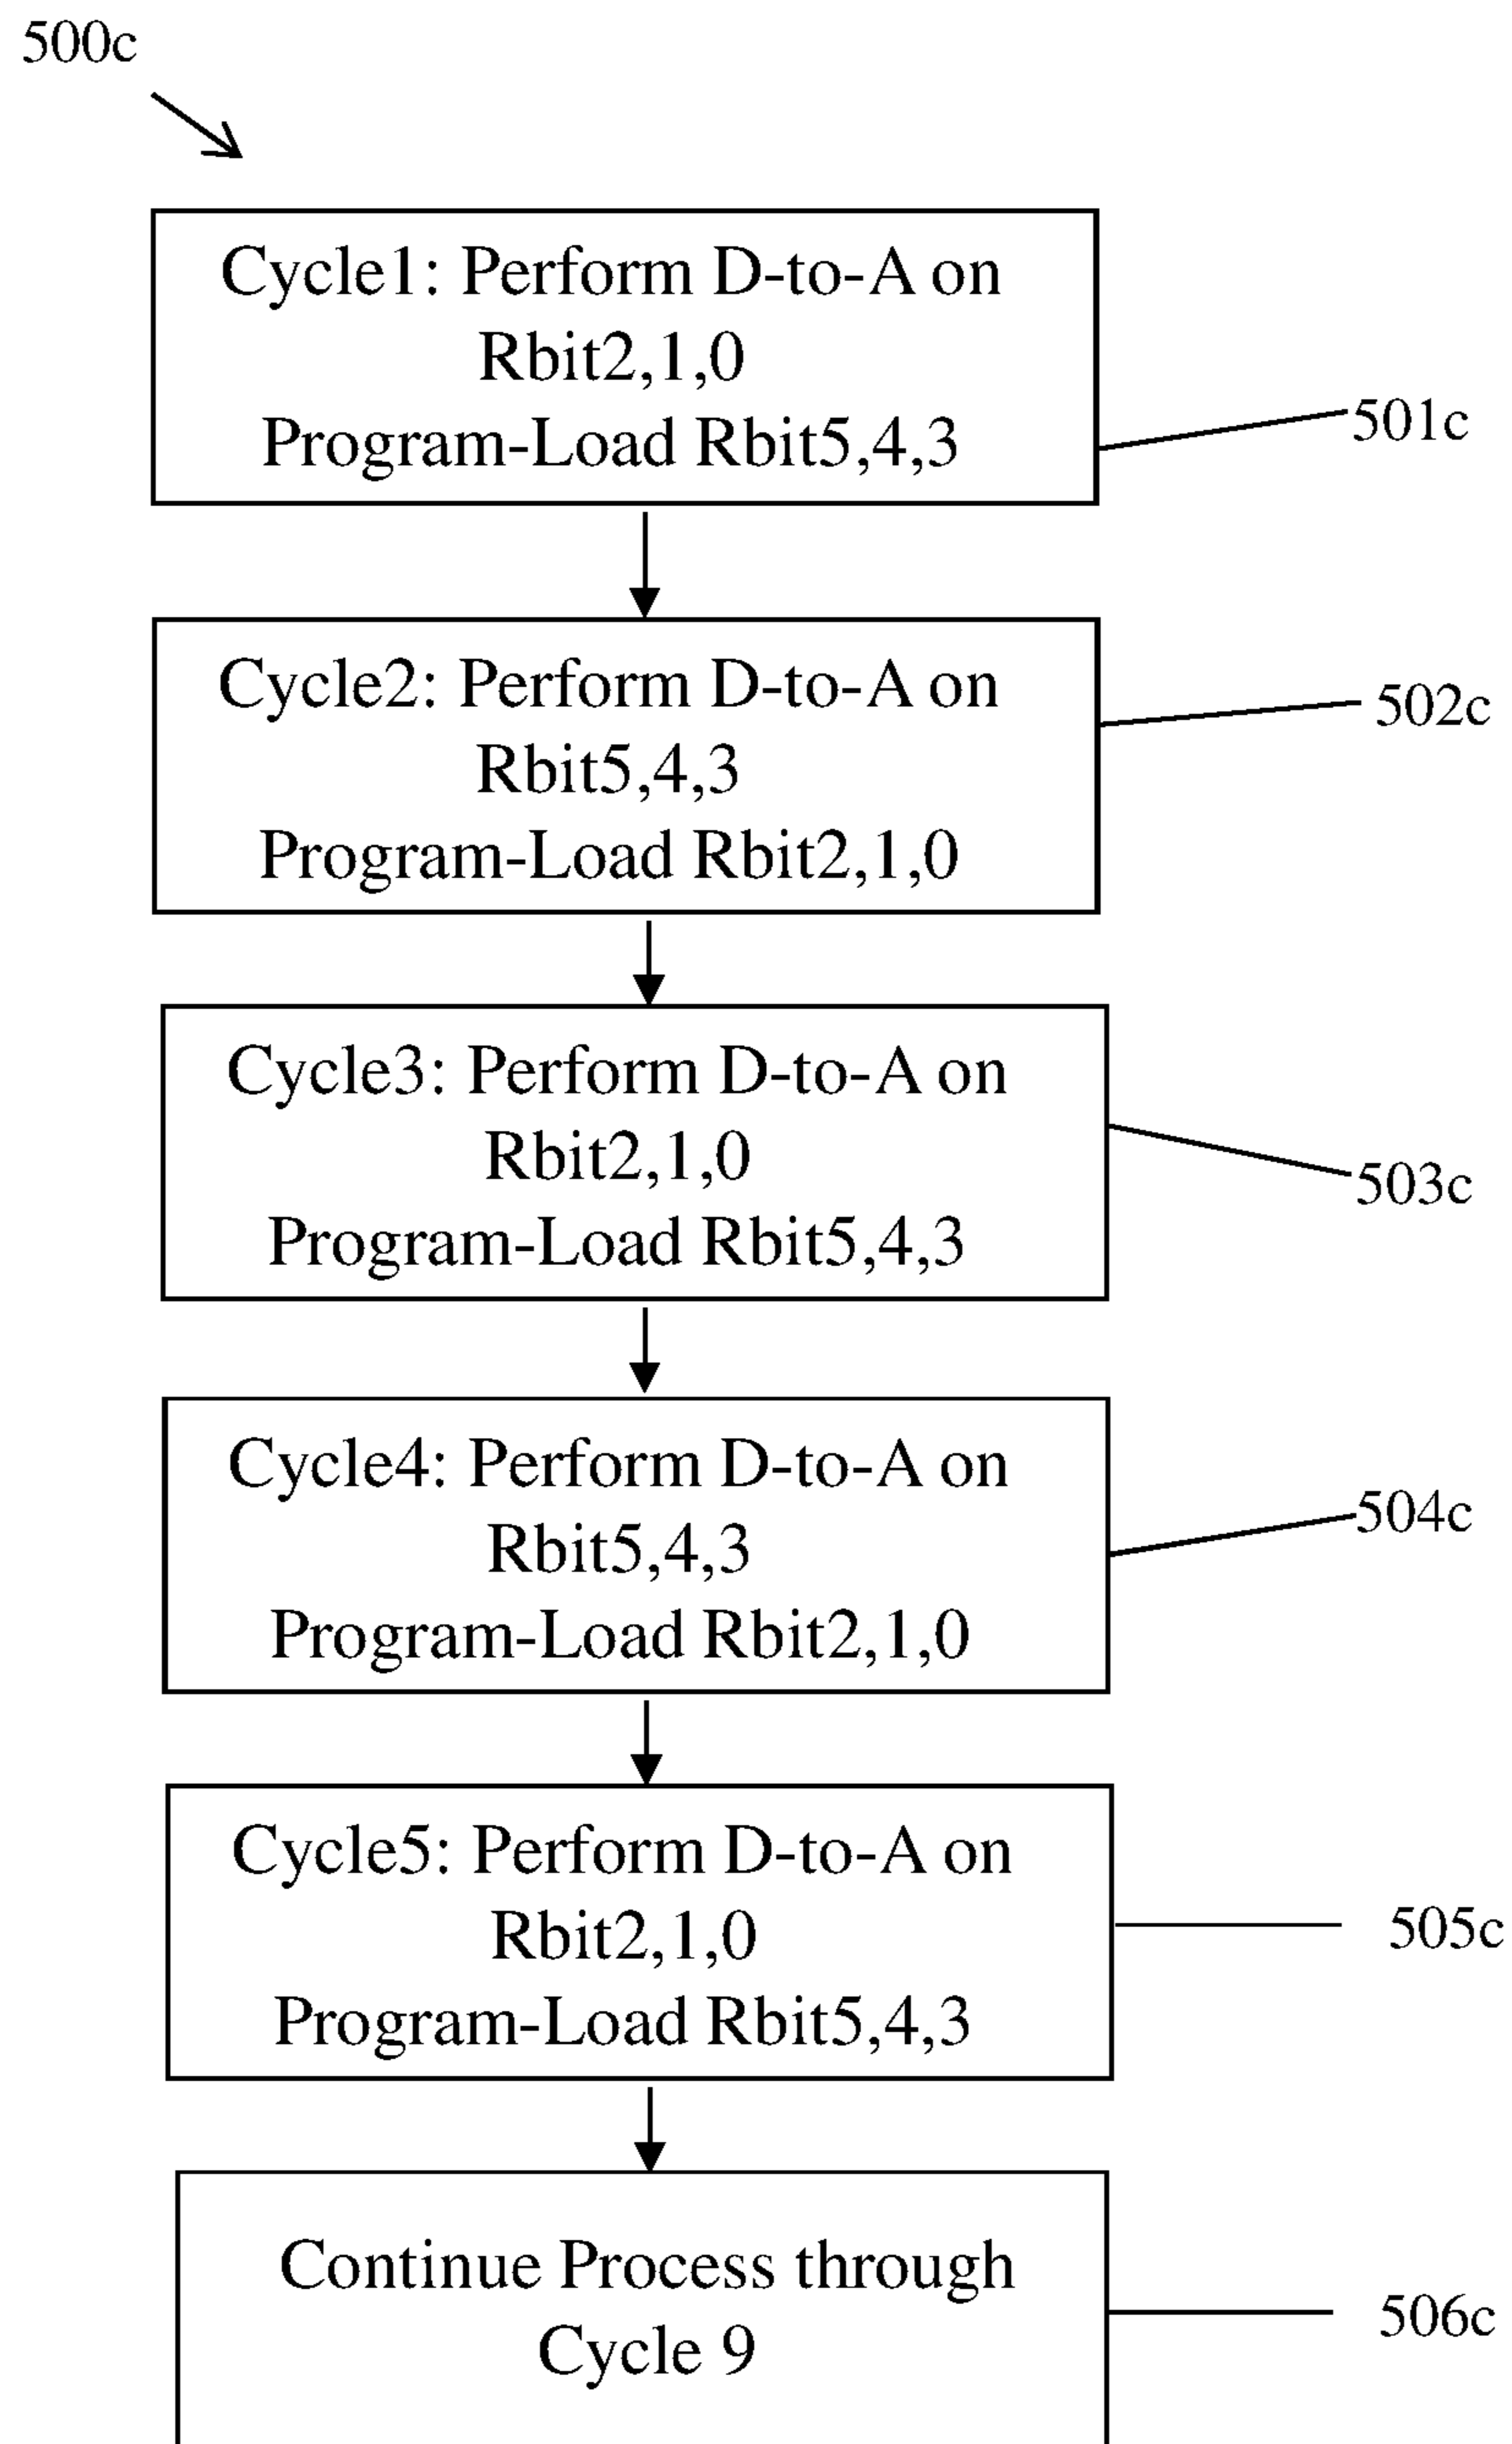 500c
Cycle1: Perform D-to-A on
Rbit2,1,0
Program-Load Rbit5,4,3
501c
Cycle2: Perform D-to-A on
Rbit5,4,3
Program-Load Rbit2,1,0
502c
Cycle3: Perform D-to-A on
Rbit2,1,0
Program-Load Rbit5,4,3
503c
Cycle4: Perform D-to-A on
Rbit5,4,3
Program-Load Rbit2,1,0
504c
Cycle5: Perform D-to-A on
Rbit2,1,0
Program-Load Rbit5,4,3
505c
Continue Process through
Cycle 9
506c